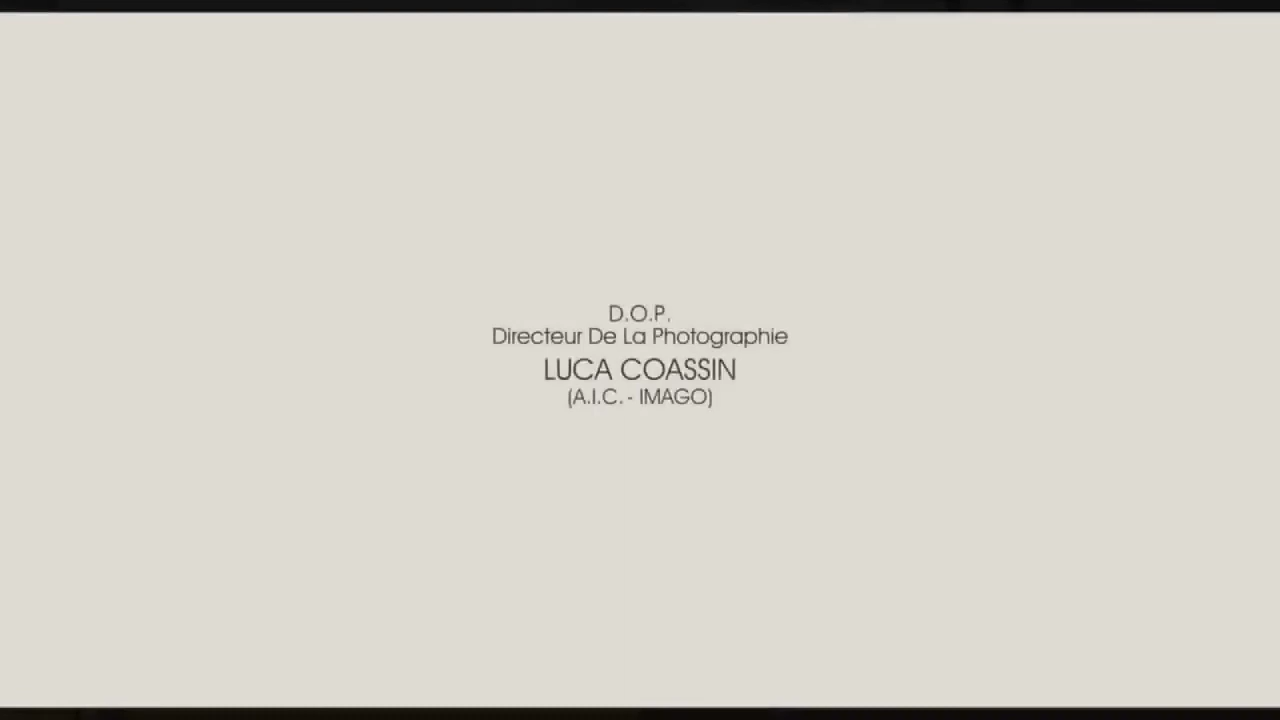 D.O.P.
Directeur De La Photographie
LUCA COASSIN
(A.I.C. - IMAGO)